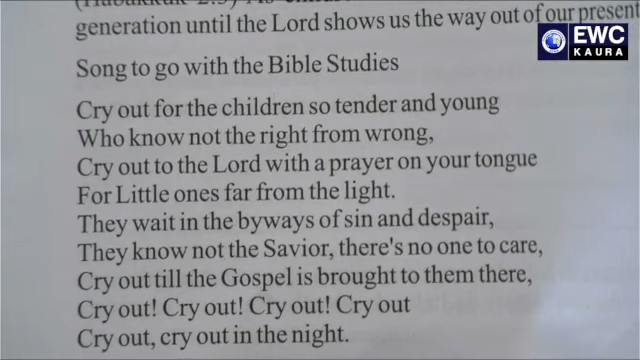 generation until the Lord shows us the way out of our present
Song to go with the Bible Studies
Cry out for the children so tender and young
Who know not the right from wrong,
Cry out to the Lord with a prayer on your tongue
For Little ones far from the light.
They wait in the byways of sin and despair,
They know not the Savior, there's no one to care,
Cry out till the Gospel is brought to them there,
Cry out! Cry out! Cry out! Cry out
Cry out, cry out in the night.
EWC
KAURA